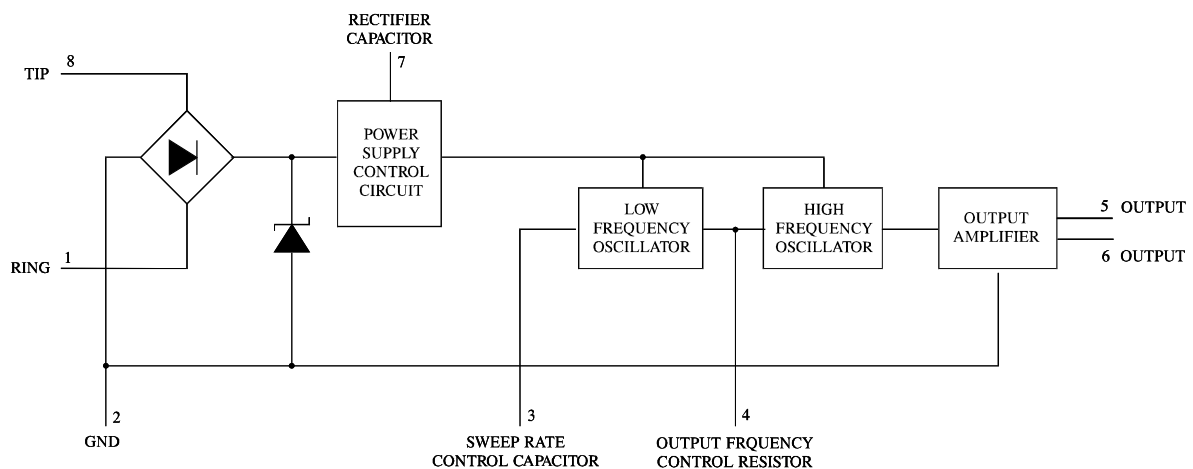 RECTIFIER
CAPACITOR
7
8
TIP
POWER
SUPPLY
CONTROL
CIRCUIT
LOW
FREQUENCY
OSCILLATOR
HIGH
FREQUENCY
OSCILLATOR
OUTPUT
AMPLIFIER
5 OUTPUT
6 OUTPUT
1
RING
2
GND
3
SWEEP RATE
CONTROL CAPACITOR
4
OUTPUT FRQUENCY
CONTROL RESISTOR